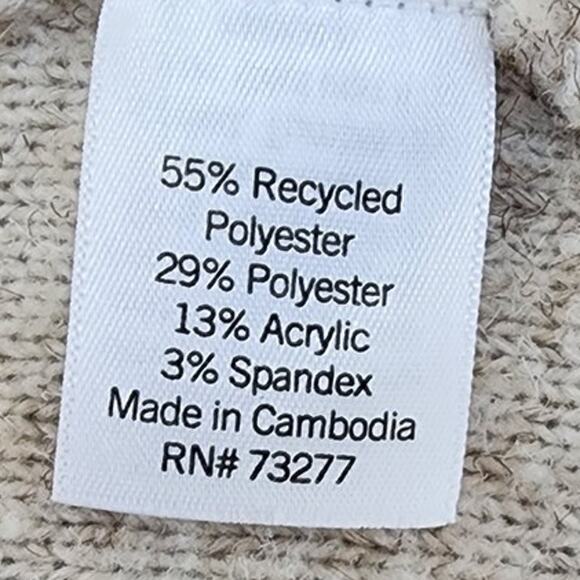 55% Recycled
Polyester
29% Polyester
13% Acrylic
3% Spandex
Made in Cambodia
RN# 73277